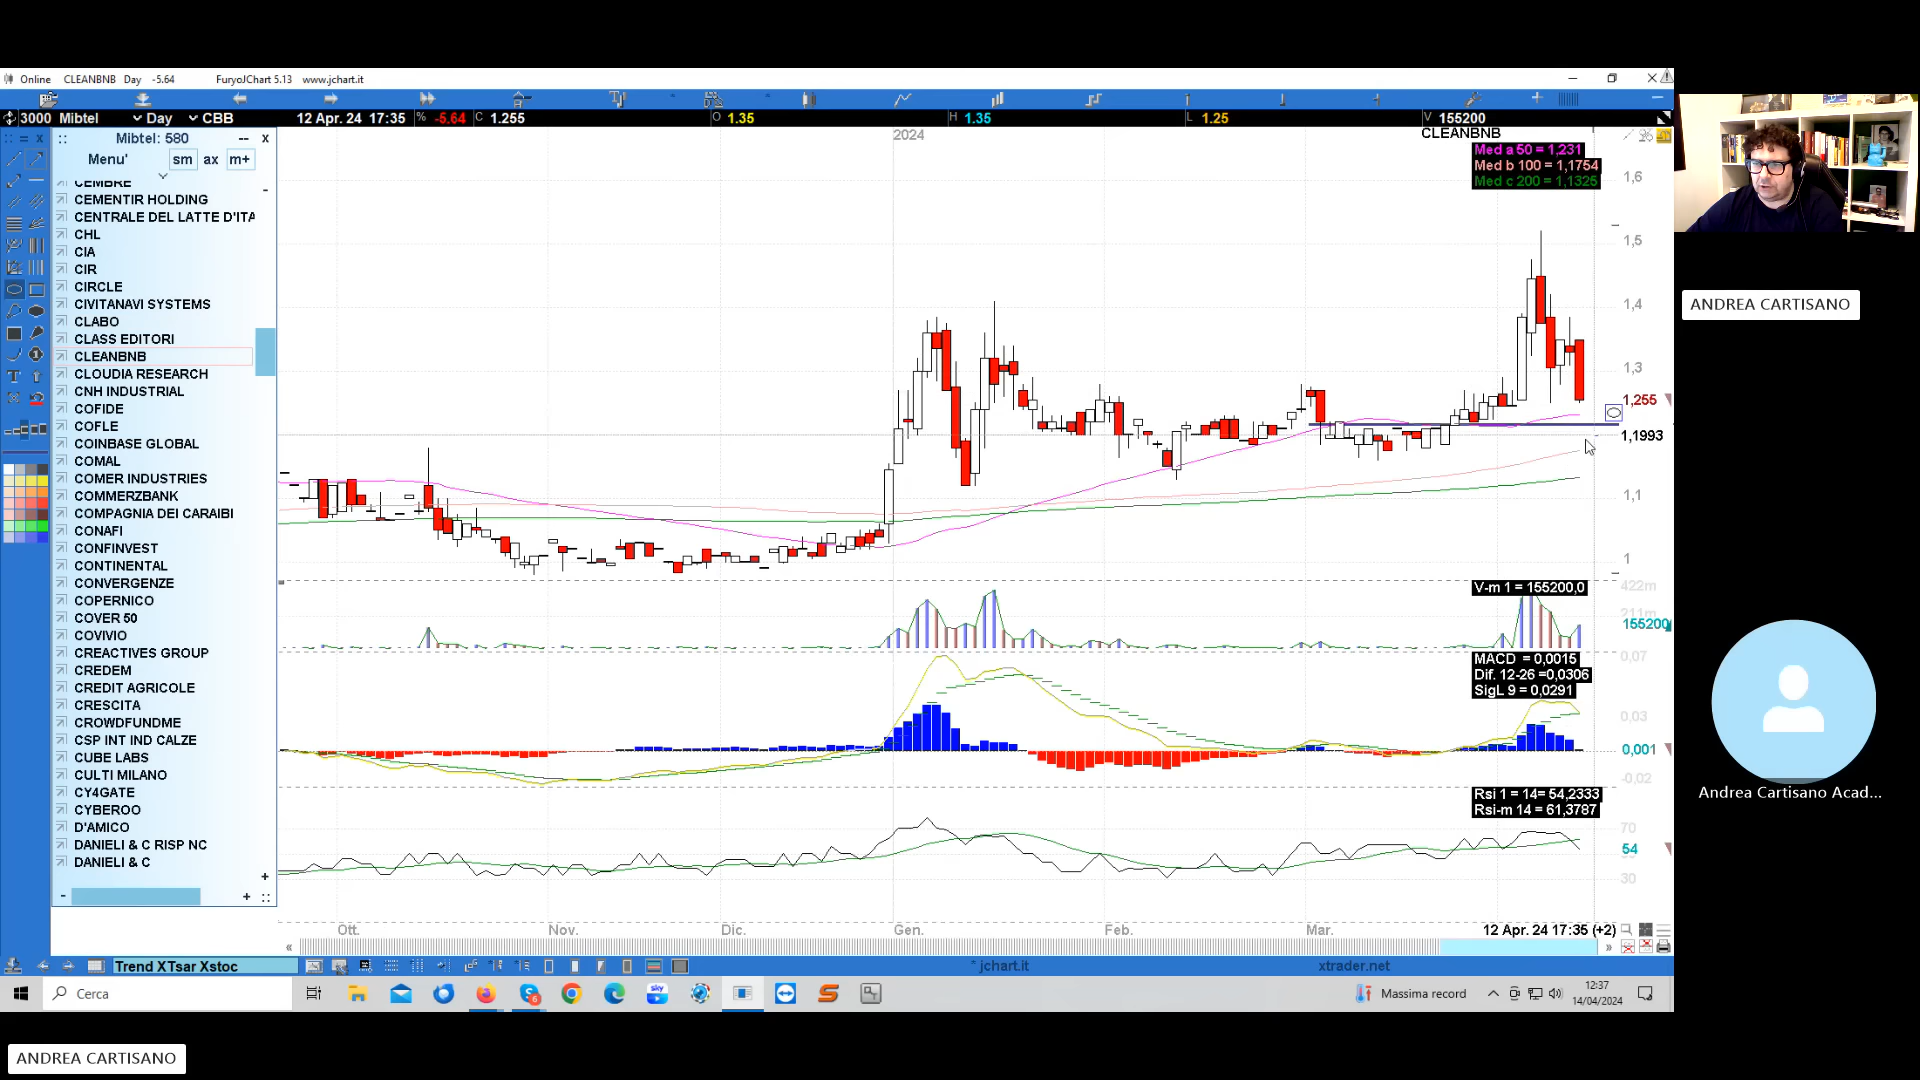 Online CLEANBNB Day -5.64 FuryoJChart 5.13 www.jchart.it
3000 Mibtel Day CBB 12 Apr. 24 17:35 % -5.64 C 1.255 O 1.35 H 1.35 L 1.25 V 155200
Mibtel: 580 -- x
Menu' sm ax m+
CEMBRE
CEMENTIR HOLDING
CENTRALE DEL LATTE D'ITA
CHL
CIA
CIR
CIRCLE
CIVITANAVI SYSTEMS
CLABO
CLASS EDITORI
CLEANBNB
CLOUDIA RESEARCH
CNH INDUSTRIAL
COFIDE
COFLE
COINBASE GLOBAL
COMAL
COMER INDUSTRIES
COMMERZBANK
COMPAGNIA DEI CARAIBI
CONAFI
CONFINVEST
CONTINENTAL
CONVERGENZE
COPERNICO
COVER 50
COVIVIO
CREACTIVES GROUP
CREDEM
CREDIT AGRICOLE
CRESCITA
CROWDFUNDME
CSP INT IND CALZE
CUBE LABS
CULTI MILANO
CY4GATE
CYBEROO
D'AMICO
DANIELI & C RISP NC
DANIELI & C
2024
CLEANBNB
Med a 50 = 1,231
Med b 100 = 1,1754
Med c 200 = 1,1325
1,6
1,5
1,4
1,3
1,255
1,1993
1,1
1
V-m 1 = 155200,0
422m
211m
155200
MACD = 0,0015
Dif. 12-26 =0,0306
SigL 9 = 0,0291
0,07
0,03
0,001
-0,02
Rsi 1 = 14= 54,2333
Rsi-m 14 = 61,3787
70
54
30
Ott. Nov. Dic. Gen. Feb. Mar. 12 Apr. 24 17:35 (+2)
Trend XTsar Xstoc * jchart.it xtrader.net
Cerca
Massima record
12:37
14/04/2024
ANDREA CARTISANO
Andrea Cartisano Acad...
ANDREA CARTISANO